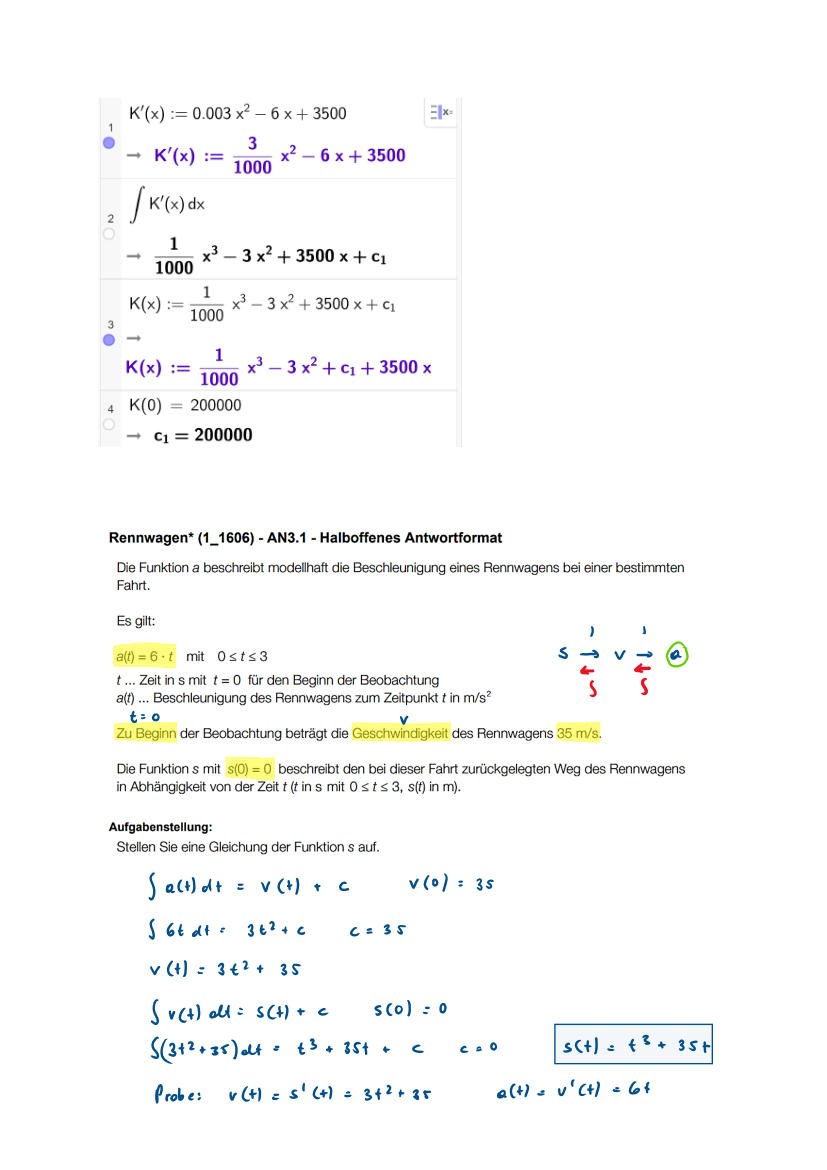 K′(x) := 0.003 x² − 6 x + 3500
1
→ K′(x) := 3/1000 x² − 6 x + 3500
2
∫ K′(x) dx
→ 1/1000 x³ − 3 x² + 3500 x + c₁
3
K(x) := 1/1000 x³ − 3 x² + 3500 x + c₁
→
K(x) := 1/1000 x³ − 3 x² + c₁ + 3500 x
4 K(0) = 200000
→ c₁ = 200000
Rennwagen* (1_1606) - AN3.1 - Halboffenes Antwortformat
Die Funktion a beschreibt modellhaft die Beschleunigung eines Rennwagens bei einer bestimmten
Fahrt.
Es gilt:
a(t) = 6 · t mit 0 ≤ t ≤ 3
s →′ v →′ a
← ∫ ← ∫
t ... Zeit in s mit t = 0 für den Beginn der Beobachtung
a(t) ... Beschleunigung des Rennwagens zum Zeitpunkt t in m/s²
t = 0 v
Zu Beginn der Beobachtung beträgt die Geschwindigkeit des Rennwagens 35 m/s.
Die Funktion s mit s(0) = 0 beschreibt den bei dieser Fahrt zurückgelegten Weg des Rennwagens
in Abhängigkeit von der Zeit t (t in s mit 0 ≤ t ≤ 3, s(t) in m).
Aufgabenstellung:
Stellen Sie eine Gleichung der Funktion s auf.
∫ a(t) dt = v(t) + c v(0) = 35
∫ 6t dt = 3t² + c c = 35
v(t) = 3t² + 35
∫ v(t) dt = s(t) + c s(0) = 0
∫(3t² + 35) dt = t³ + 35t + c c = 0 s(t) = t³ + 35t
Probe: v(t) = s'(t) = 3t² + 35 a(t) = v'(t) = 6t